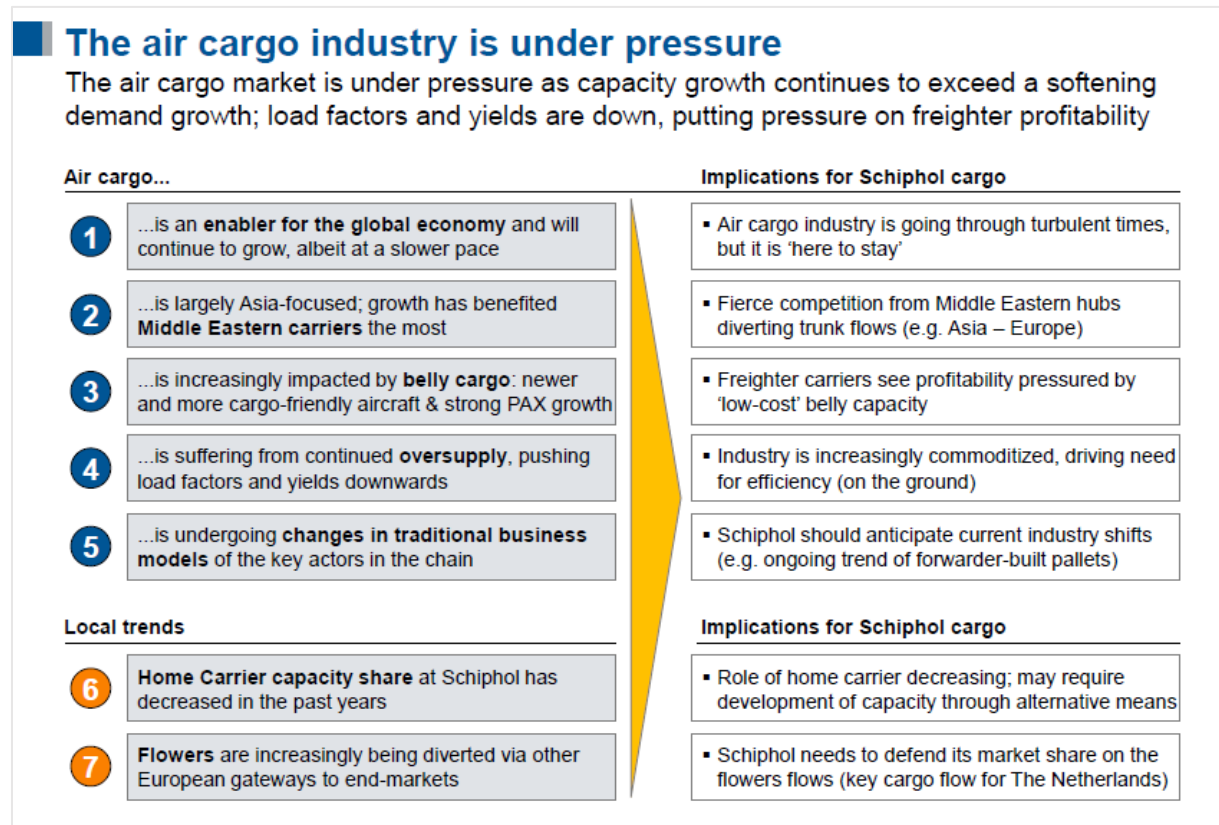 The air cargo industry is under pressure
The air cargo market is under pressure as capacity growth continues to exceed a softening
demand growth; load factors and yields are down, putting pressure on freighter profitability
Air cargo...
Implications for Schiphol cargo
1
...is an enabler for the global economy and will
continue to grow, albeit at a slower pace
▪ Air cargo industry is going through turbulent times,
but it is ‘here to stay’
2
...is largely Asia-focused; growth has benefited
Middle Eastern carriers the most
▪ Fierce competition from Middle Eastern hubs
diverting trunk flows (e.g. Asia – Europe)
3
...is increasingly impacted by belly cargo: newer
and more cargo-friendly aircraft & strong PAX growth
▪ Freighter carriers see profitability pressured by
‘low-cost’ belly capacity
4
...is suffering from continued oversupply, pushing
load factors and yields downwards
▪ Industry is increasingly commoditized, driving need
for efficiency (on the ground)
5
...is undergoing changes in traditional business
models of the key actors in the chain
▪ Schiphol should anticipate current industry shifts
(e.g. ongoing trend of forwarder-built pallets)
Local trends
Implications for Schiphol cargo
6
Home Carrier capacity share at Schiphol has
decreased in the past years
▪ Role of home carrier decreasing; may require
development of capacity through alternative means
7
Flowers are increasingly being diverted via other
European gateways to end-markets
▪ Schiphol needs to defend its market share on the
flowers flows (key cargo flow for The Netherlands)